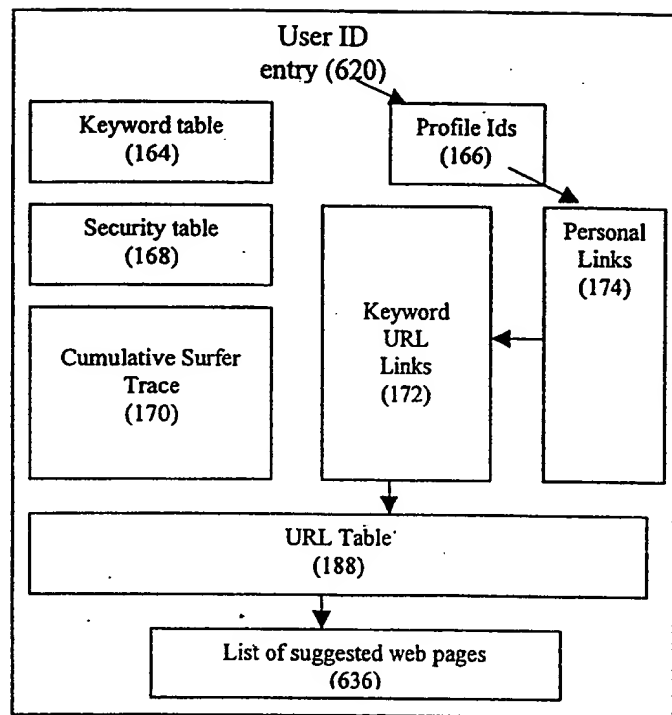 User ID
entry (620)
Keyword table
(164)
Profile Ids
(166)
Security table
(168)
Personal
Links
(174)
Keyword
URL
Links
(172)
Cumulative Surfer
Trace
(170)
URL Table
(188)
List of suggested web pages
(636)